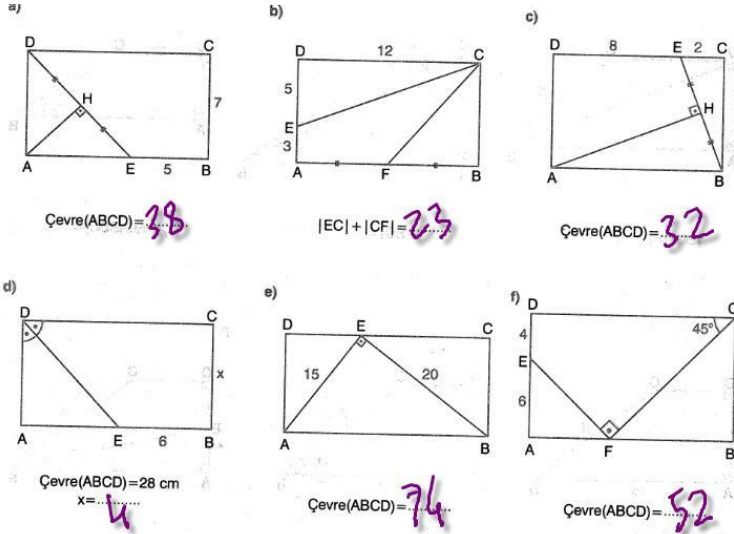 a)
D
C
H
7
A
E
5
B
Çevre(ABCD)=38
b)
D
12
C
5
E
3
A
F
B
|EC|+|CF|=23
c)
D
8
E
2
C
H
A
B
Çevre(ABCD)=32
d)
D
C
x
A
E
6
B
Çevre(ABCD)=28 cm
x=4
e)
D
E
C
15
20
A
B
Çevre(ABCD)=74
f)
D
C
4
45°
E
6
A
F
B
Çevre(ABCD)=52